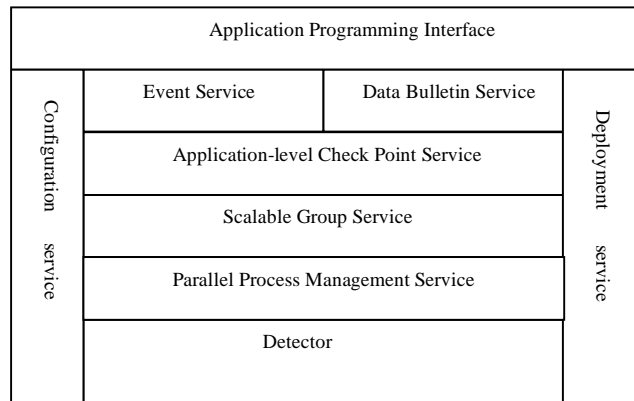 Application Programming Interface
Configuration service
Event Service
Data Bulletin Service
Deployment service
Application-level Check Point Service
Scalable Group Service
Parallel Process Management Service
Detector